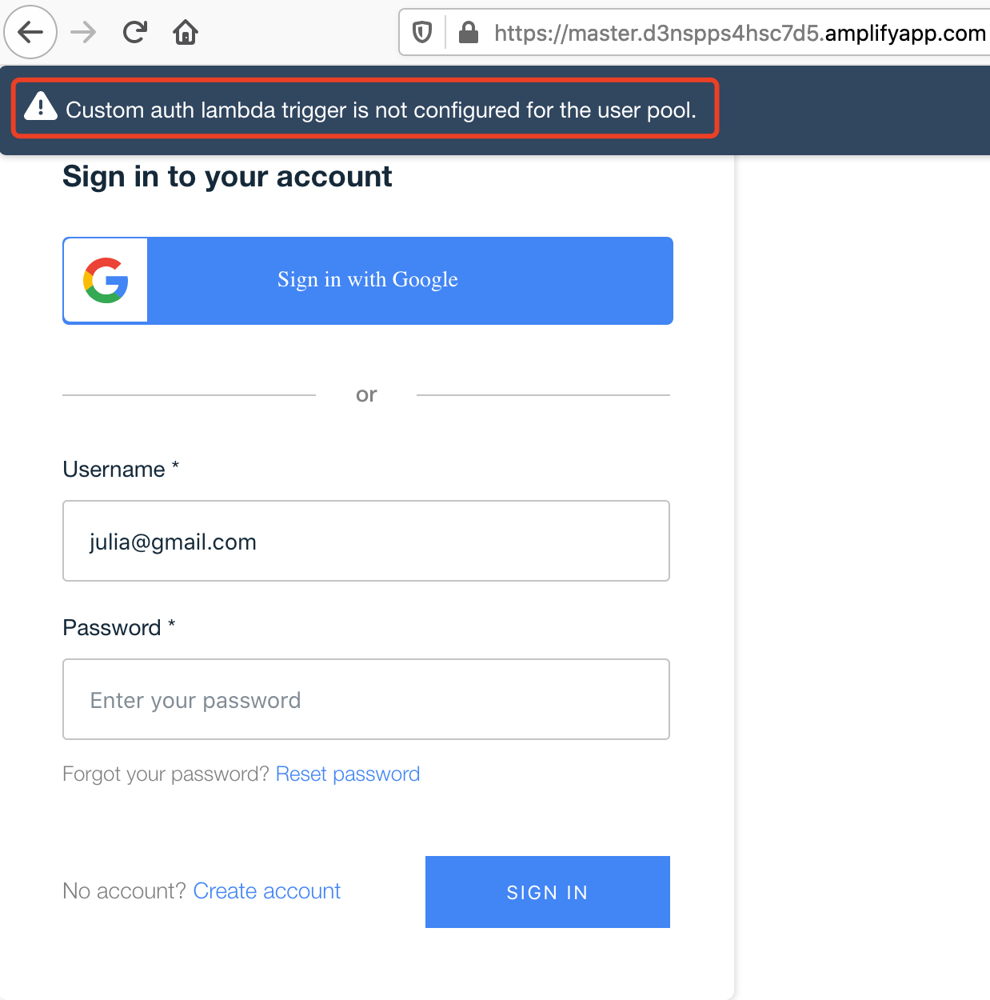 https://master.d3nspps4hsc7d5.amplifyapp.com
Custom auth lambda trigger is not configured for the user pool.
Sign in to your account
Sign in with Google
or
Username *
julia@gmail.com
Password *
Enter your password
Forgot your password? Reset password
No account? Create account
SIGN IN